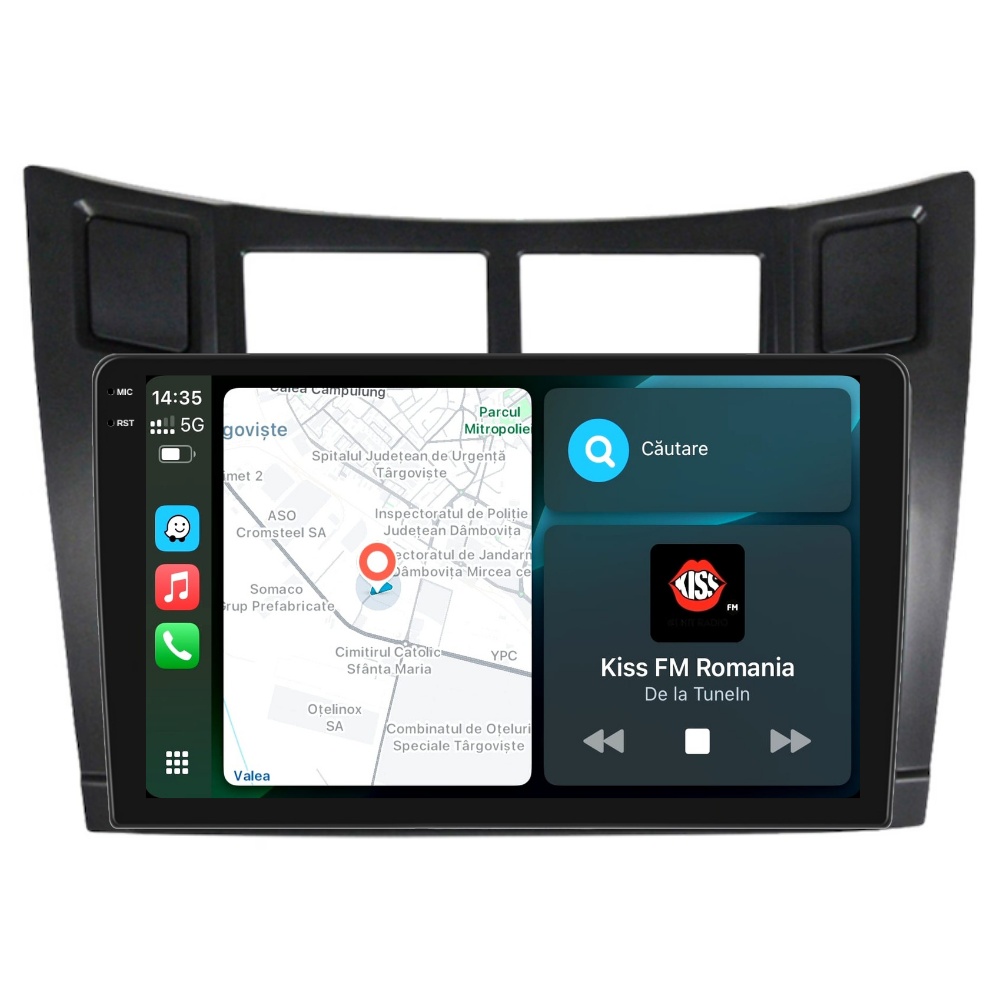 MIC
RST
14:35
5G
Calea Câmpulung
goviște
Parcul
Mitropoliei
Spitalul Județean de Urgență
Târgoviște
imet 2
ASO
Cromsteel SA
Inspectoratul de Poliție
Județean Dâmbovița
ectoratul de Jandarm
Dâmbovița Mircea ce
Somaco
Grup Prefabricate
Cimitirul Catolic
Sfânta Maria
YPC
Oțelinox
SA
Combinatul de Oțeluri
Speciale Târgoviște
Valea
Căutare
KISS
FM
Kiss FM Romania
De la TuneIn